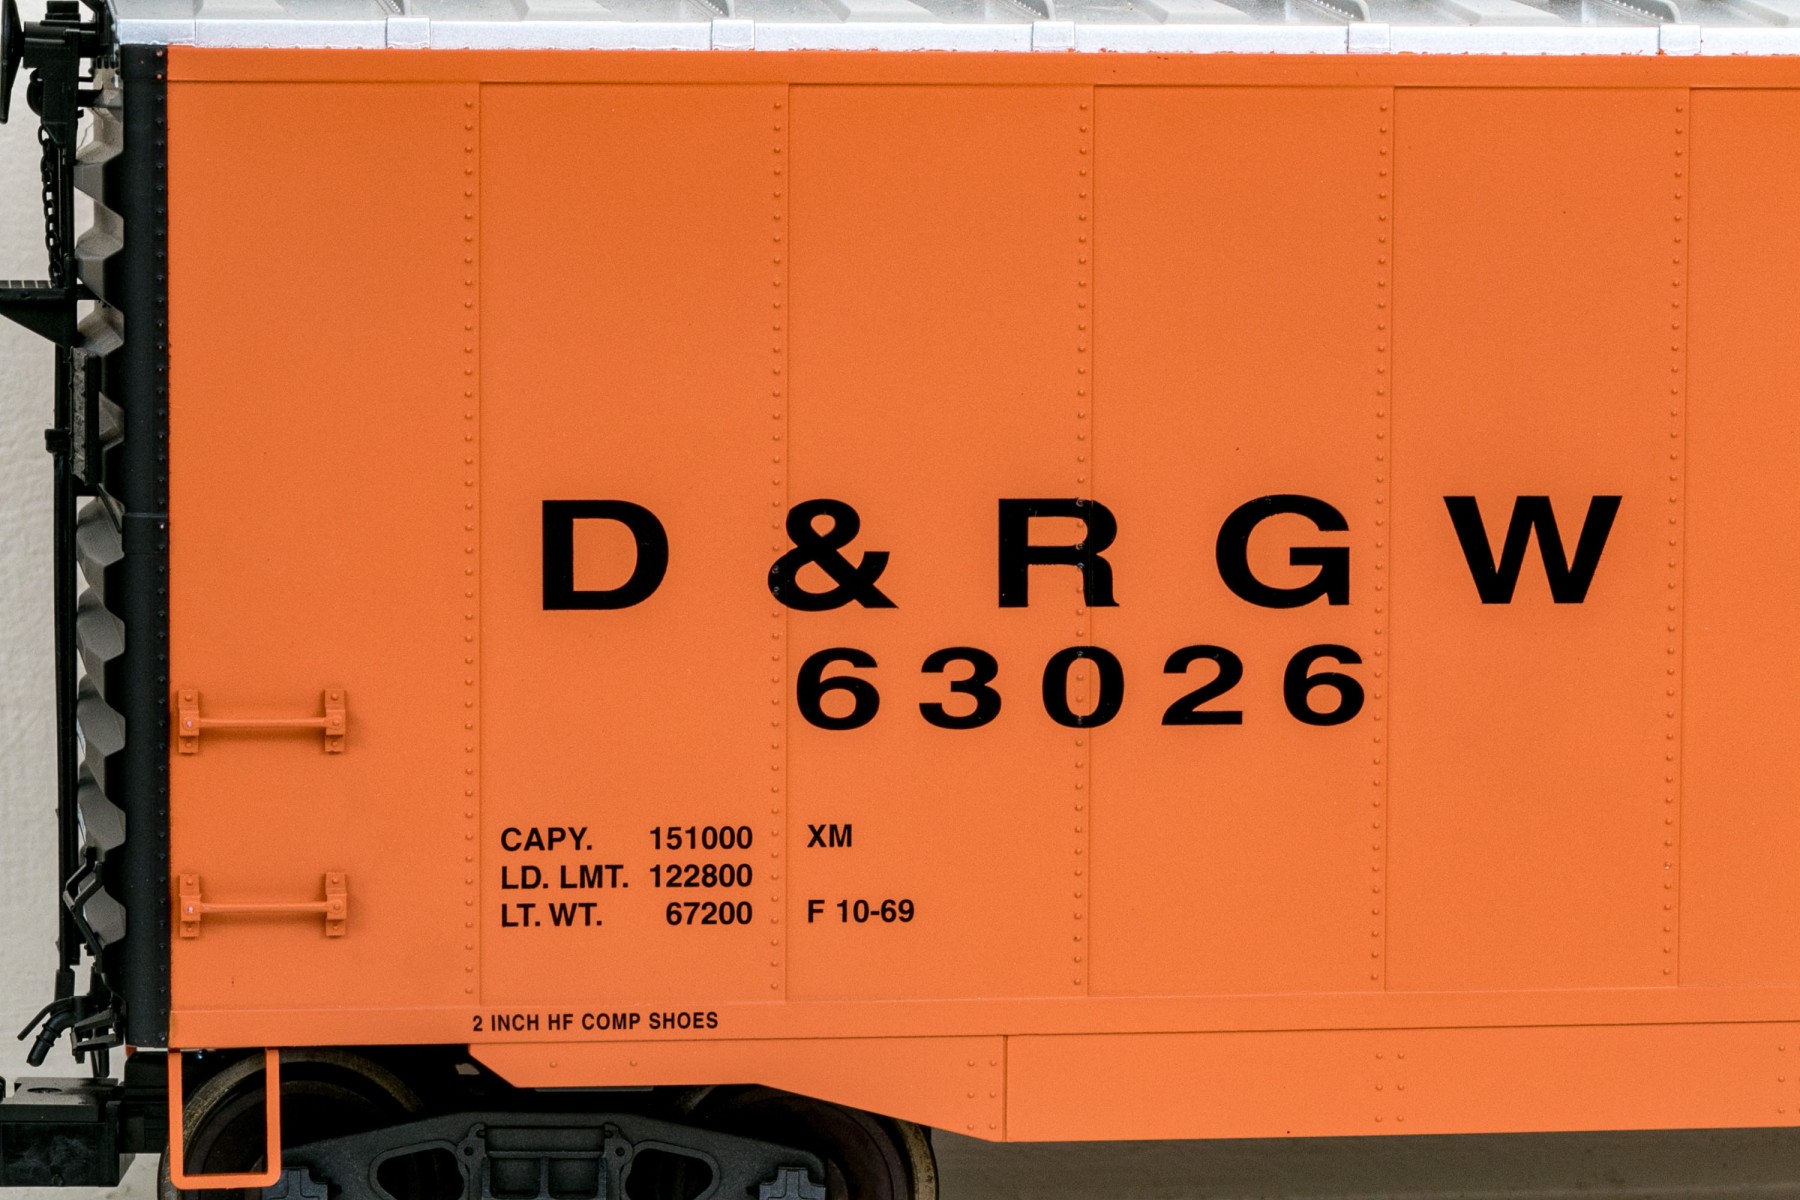 D & R G W
63026
CAPY. 151000 XM
LD. LMT. 122800
LT. WT. 67200 F 10-69
2 INCH HF COMP SHOES